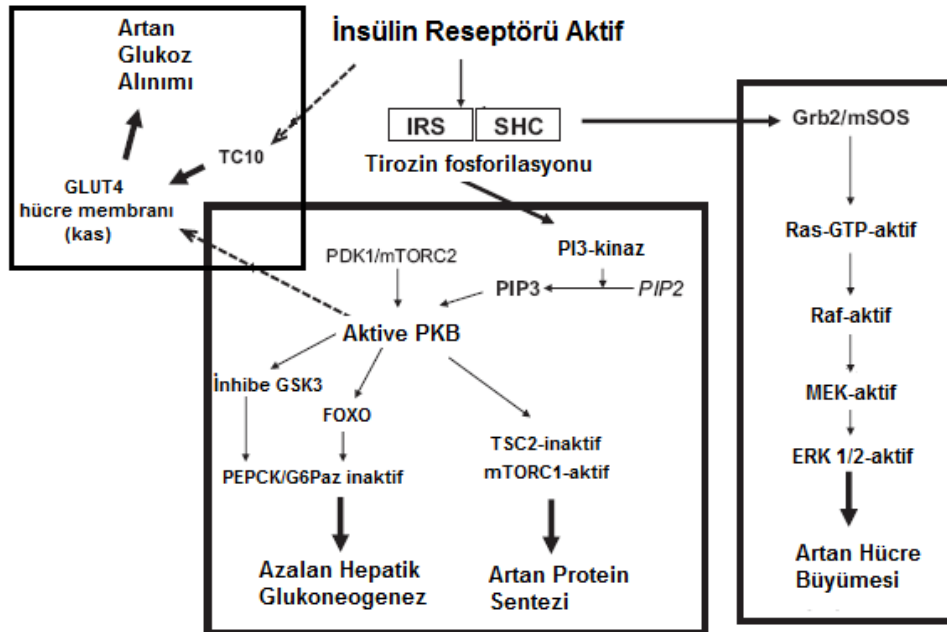 Artan
Glukoz
Alınımı
İnsülin Reseptörü Aktif
IRS
SHC
Tirozin fosforilasyonu
TC10
GLUT4
hücre membranı
(kas)
Grb2/mSOS
Ras-GTP-aktif
Raf-aktif
MEK-aktif
ERK 1/2-aktif
Artan Hücre
Büyümesi
PI3-kinaz
PDK1/mTORC2
PIP3
PIP2
Aktive PKB
İnhibe GSK3
FOXO
PEPCK/G6Paz inaktif
TSC2-inaktif
mTORC1-aktif
Azalan Hepatik
Glukoneogenez
Artan Protein
Sentezi